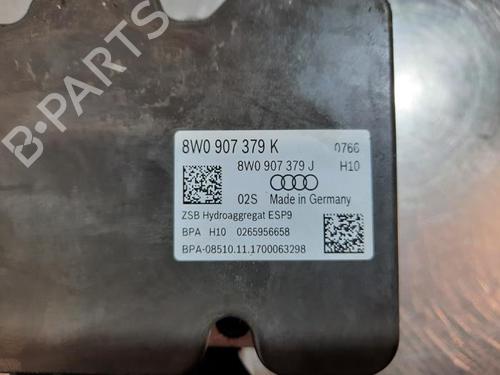 8W0 907 379 K 0766
8W0 907 379 J H10
02S Made in Germany
ZSB Hydroaggregat ESP9
BPA H10 0265956658
BPA-08510.11.1700063298